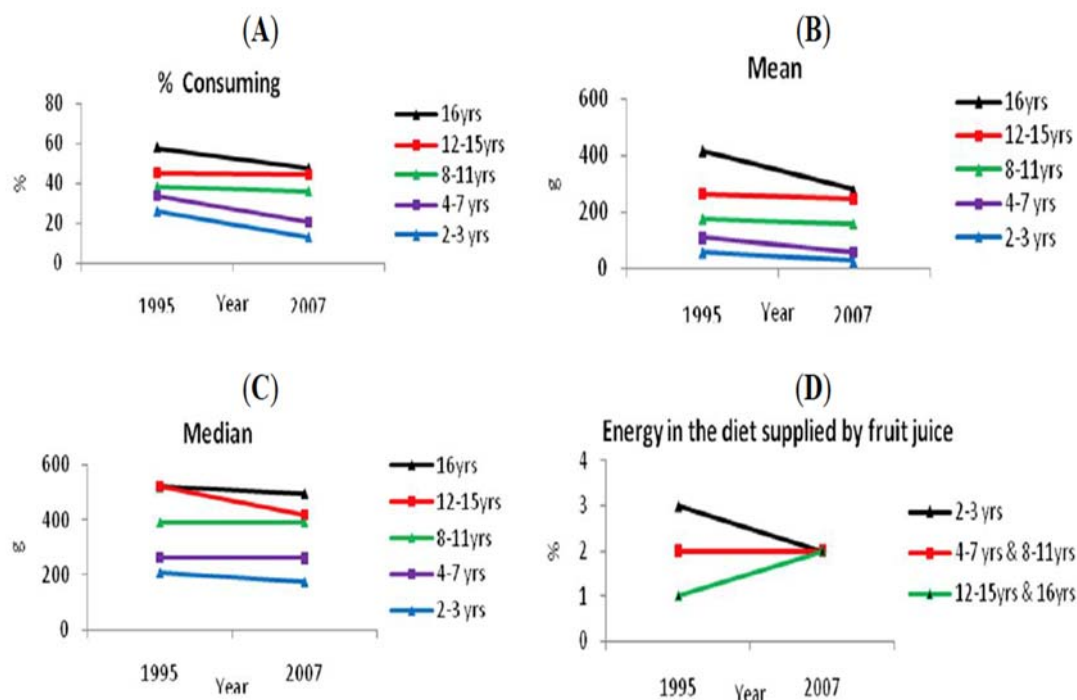 (A)
% Consuming
80
60
40
20
0
%
1995
Year
2007
16yrs
12-15yrs
8-11yrs
4-7 yrs
2-3 yrs
(B)
Mean
600
400
200
0
g
1995
Year
2007
16yrs
12-15yrs
8-11yrs
4-7 yrs
2-3 yrs
(C)
Median
600
400
200
0
g
1995
Year
2007
16yrs
12-15yrs
8-11yrs
4-7 yrs
2-3 yrs
(D)
Energy in the diet supplied by fruit juice
4
3
2
1
0
%
1995
Year
2007
2-3 yrs
4-7 yrs & 8-11yrs
12-15yrs & 16yrs